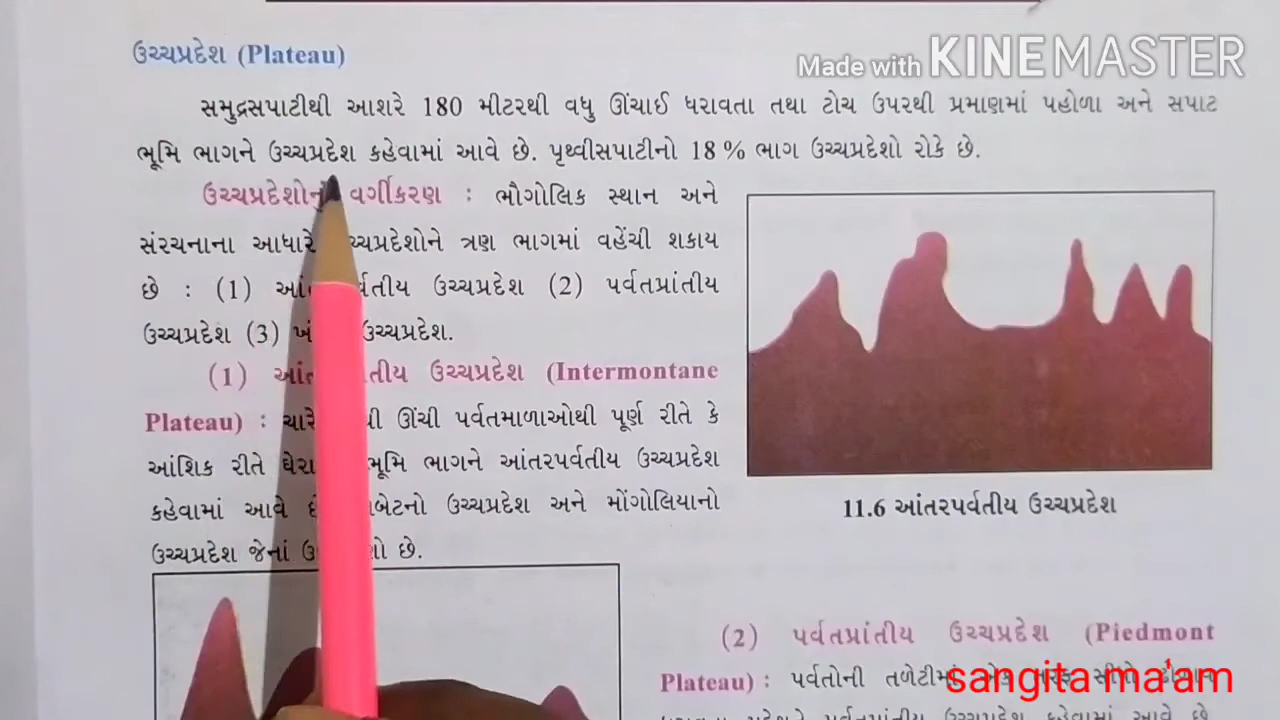 ઉચ્ચપ્રદેશ (Plateau)
Made with KINEMASTER
સમુદ્રસપાટીથી આશરે 180 મીટરથી વધુ ઊંચાઈ ધરાવતા તથા ટોચ ઉપરથી પ્રમાણમાં પહોળા અને સપાટ
ભૂમિ ભાગને ઉચ્ચપ્રદેશ કહેવામાં આવે છે. પૃથ્વીસપાટીનો 18 % ભાગ ઉચ્ચપ્રદેશો રોકે છે.
વર્ગીકરણ : ભૌગોલિક સ્થાન અને
સંરચનાના આધારે ઉચ્ચપ્રદેશોને ત્રણ ભાગમાં વહેંચી શકાય
છે : (1) ઉચ્ચપ્રદેશ (2) પર્વતપ્રાંતીય
ઉચ્ચપ્રદેશ (3) ઉચ્ચપ્રદેશ.
(1) ઉચ્ચપ્રદેશ (Intermontane
Plateau) : ઊંચી પર્વતમાળાઓથી પૂર્ણ રીતે કે
આંશિક રીતે ભૂમિ ભાગને આંતરપર્વતીય ઉચ્ચપ્રદેશ
કહેવામાં આવે ઉચ્ચપ્રદેશ અને મોંગોલિયાનો
ઉચ્ચપ્રદેશ જેનાં છે.
11.6 આંતરપર્વતીય ઉચ્ચપ્રદેશ
(2) પર્વતપ્રાંતીય ઉચ્ચપ્રદેશ (Piedmont
Plateau) : પર્વતોની તળેટીમાં
sangita ma'am